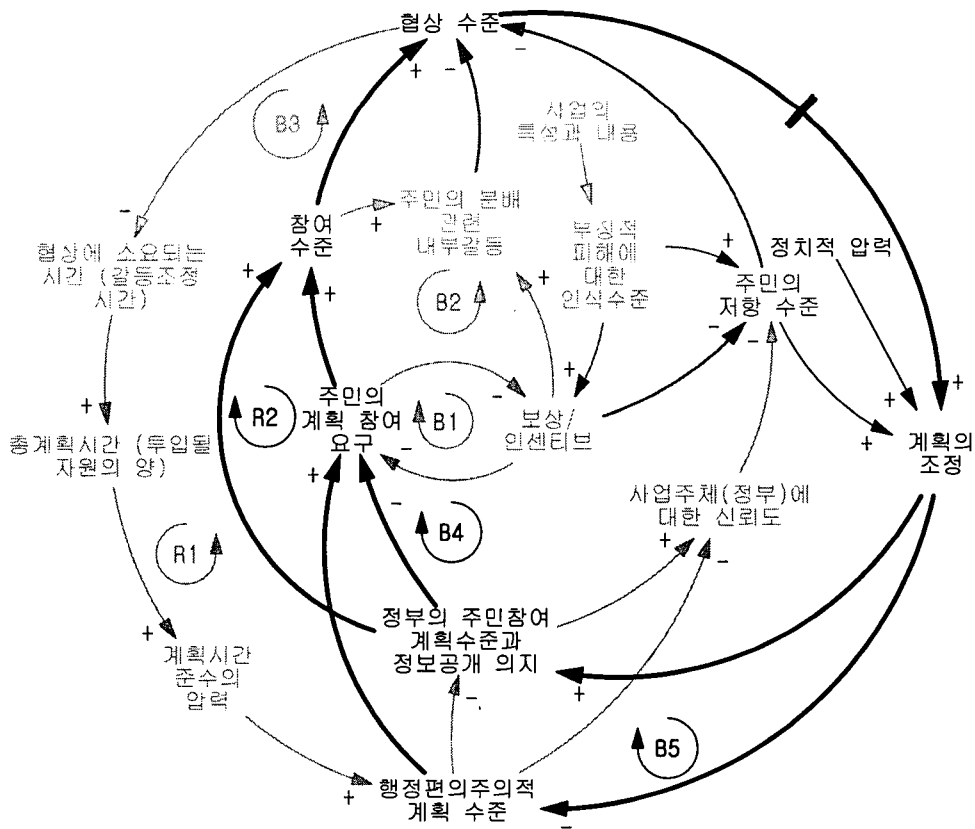 협상 수준
-
+
-
B3
사업의
특성과 내용
-
참여
수준
+
주민의 분배
관련
내부갈등
부정적
피해에
대한
인식수준
+
정치적 압력
협상에 소요되는
시간 (갈등조정
시간)
+
+
B2
+
주민의
저항 수준
-
-
+
R2
주민의
계획 참여
요구
B1
-
+
보상/
인센티브
+
+
+
계획의
조정
총계획시간 (투입될
자원의 양)
-
+
-
B4
사업주체(정부)에
대한 신뢰도
R1
+
-
정부의 주민참여
계획수준과
정보공개 의지
+
계획시간
준수의
압력
-
+
B5
+
행정편의주의적
계획 수준
-